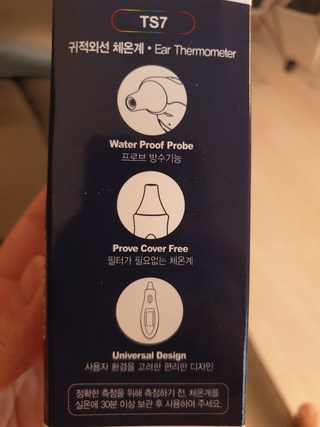 TS7
귀적외선 체온계 • Ear Thermometer
Water Proof Probe
프로브 방수기능
Prove Cover Free
필터가 필요없는 체온계
Universal Design
사용자 환경을 고려한 편리한 디자인
정확한 측정을 위해 측정하기 전, 체온계를
실온에 30분 이상 보관 후 사용하여 주세요.